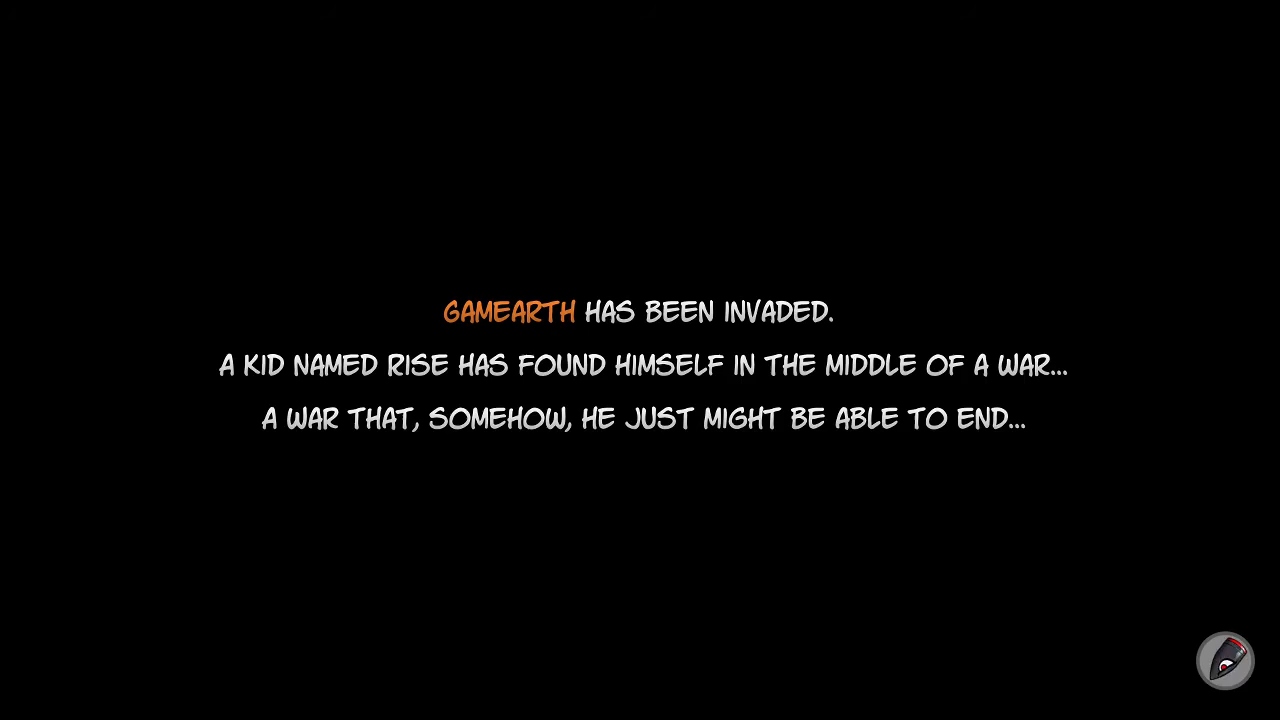 GAMEARTH HAS BEEN INVADED.
A KID NAMED RISE HAS FOUND HIMSELF IN THE MIDDLE OF A WAR...
A WAR THAT, SOMEHOW, HE JUST MIGHT BE ABLE TO END...